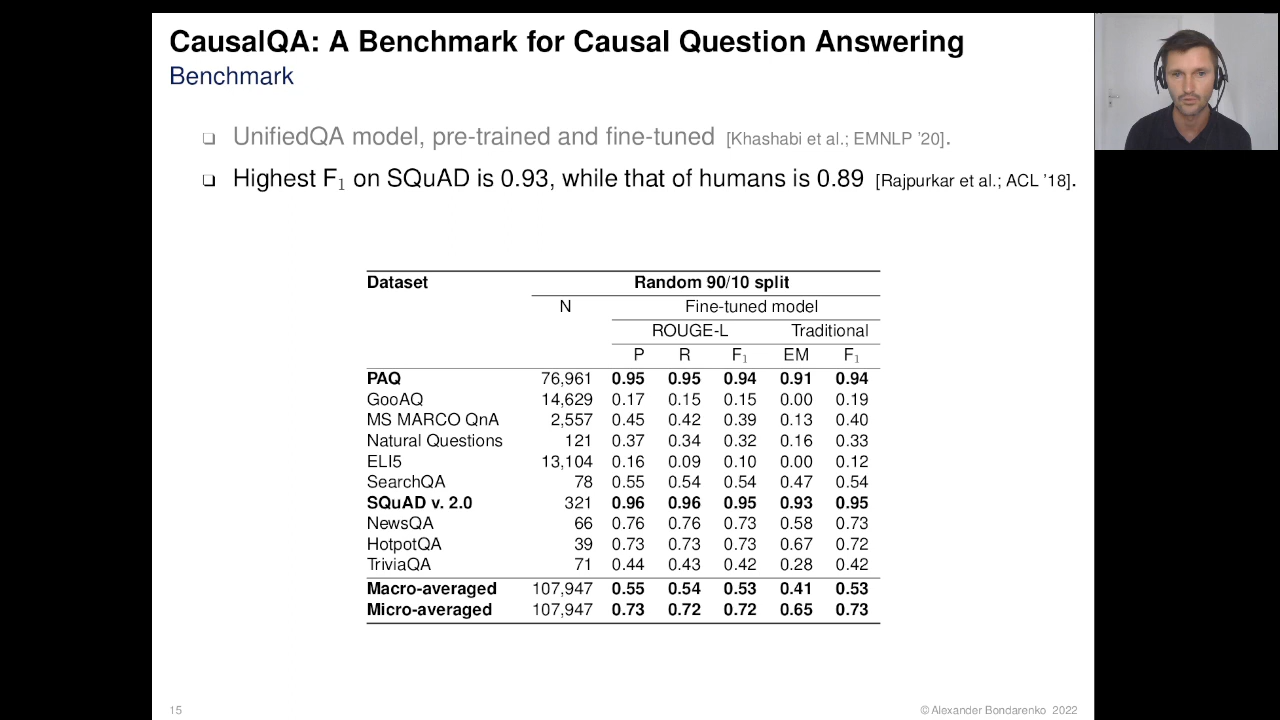 CausalQA: A Benchmark for Causal Question Answering
Benchmark
❑ UnifiedQA model, pre-trained and fine-tuned [Khashabi et al.; EMNLP '20].
❑ Highest F1 on SQuAD is 0.93, while that of humans is 0.89 [Rajpurkar et al.; ACL '18].
Dataset Random 90/10 split
N Fine-tuned model
ROUGE-L Traditional
P R F1 EM F1
PAQ 76,961 0.95 0.95 0.94 0.91 0.94
GooAQ 14,629 0.17 0.15 0.15 0.00 0.19
MS MARCO QnA 2,557 0.45 0.42 0.39 0.13 0.40
Natural Questions 121 0.37 0.34 0.32 0.16 0.33
ELI5 13,104 0.16 0.09 0.10 0.00 0.12
SearchQA 78 0.55 0.54 0.54 0.47 0.54
SQuAD v. 2.0 321 0.96 0.96 0.95 0.93 0.95
NewsQA 66 0.76 0.76 0.73 0.58 0.73
HotpotQA 39 0.73 0.73 0.73 0.67 0.72
TriviaQA 71 0.44 0.43 0.42 0.28 0.42
Macro-averaged 107,947 0.55 0.54 0.53 0.41 0.53
Micro-averaged 107,947 0.73 0.72 0.72 0.65 0.73
15 © Alexander Bondarenko 2022